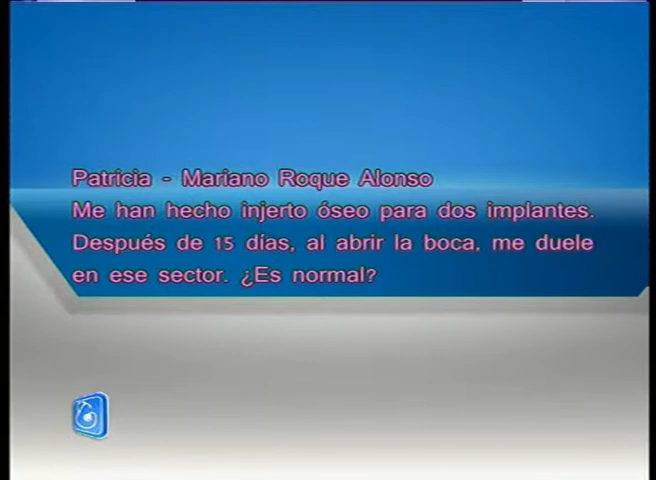 Patricia - Mariano Roque Alonso
Me han hecho injerto óseo para dos implantes.
Después de 15 días, al abrir la boca, me duele
en ese sector. ¿Es normal?